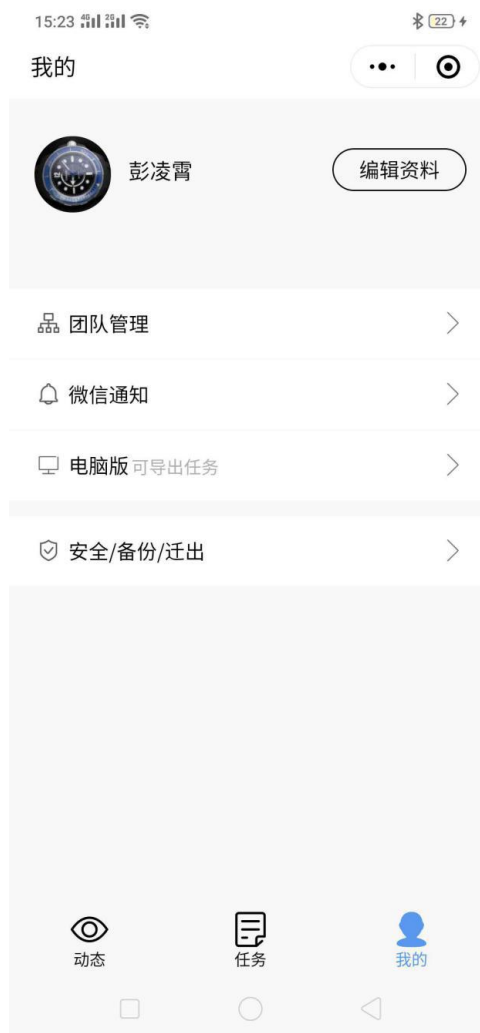 15:23
22
我的
彭凌霄
编辑资料
团队管理
微信通知
电脑版 可导出任务
安全/备份/迁出
动态
任务
我的